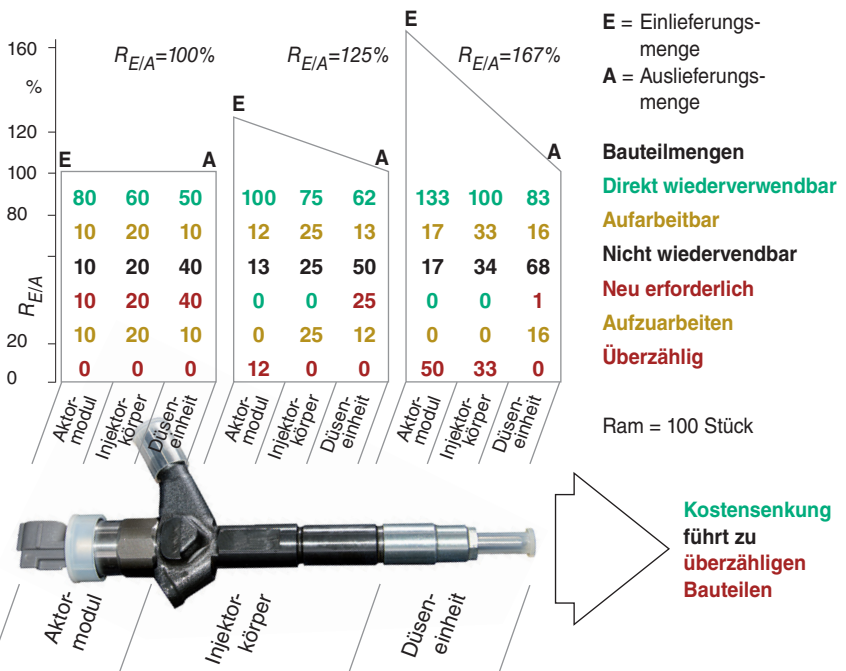 E
E = Einlieferungs-
menge
A = Auslieferungs-
menge
160
%
120
100
80
20
0
R_E/A
R_E/A=100%
R_E/A=125%
R_E/A=167%
E
A
E
A
A
80 60 50 100 75 62 133 100 83
10 20 10 12 25 13 17 33 16
10 20 40 13 25 50 17 34 68
10 20 40 0 0 25 0 0 1
10 20 10 0 25 12 0 0 16
0 0 0 12 0 0 50 33 0
Bauteilmengen
Direkt wiederverwendbar
Aufarbeitbar
Nicht wiedervendbar
Neu erforderlich
Aufzuarbeiten
Überzählig
Aktor-
modul
Injektor-
körper
Düsen-
einheit
Aktor-
modul
Injektor-
körper
Düsen-
einheit
Aktor-
modul
Injektor-
körper
Düsen-
einheit
Ram = 100 Stück
Kostensenkung
führt zu
überzähligen
Bauteilen
Aktor-
modul
Injektor-
körper
Düsen-
einheit